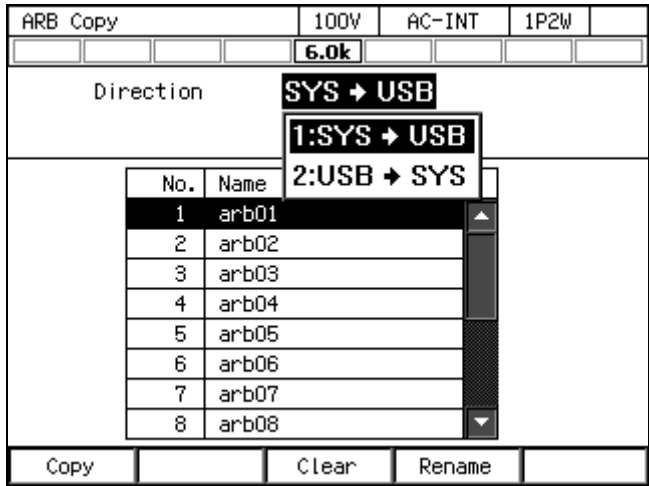 ARB Copy 100V AC-INT 1P2W
6.0k
Direction SYS → USB
1:SYS → USB
2:USB → SYS
No. Name
1 arb01
2 arb02
3 arb03
4 arb04
5 arb05
6 arb06
7 arb07
8 arb08
Copy Clear Rename